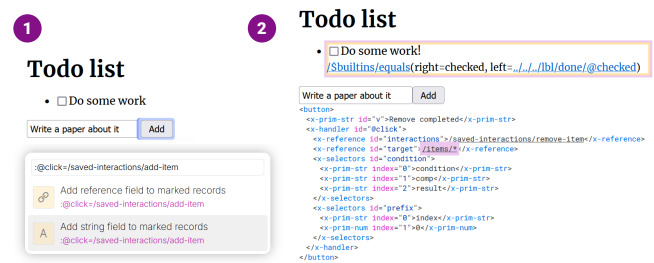 1
Todo list
Do some work
Write a paper about it Add
:@click=/saved-interactions/add-item
Add reference field to marked records
:@click=/saved-interactions/add-item
A
Add string field to marked records
:@click=/saved-interactions/add-item
2
Todo list
Do some work!
/$builtins/equals(right=checked, left=../../../lbl/done/@checked)
Write a paper about it Add
<button>
<x-prim-str id="v">Remove completed</x-prim-str>
<x-handler id="@click">
<x-reference id="interactions">/saved-interactions/remove-item</x-reference>
<x-reference id="target">/items/*</x-reference>
<x-selectors id="condition">
<x-prim-str index="0">condition</x-prim-str>
<x-prim-str index="1">comp</x-prim-str>
<x-prim-str index="2">result</x-prim-str>
</x-selectors>
<x-selectors id="prefix">
<x-prim-str index="0">index</x-prim-str>
<x-prim-num index="1">0</x-prim-num>
</x-selectors>
</x-handler>
</button>